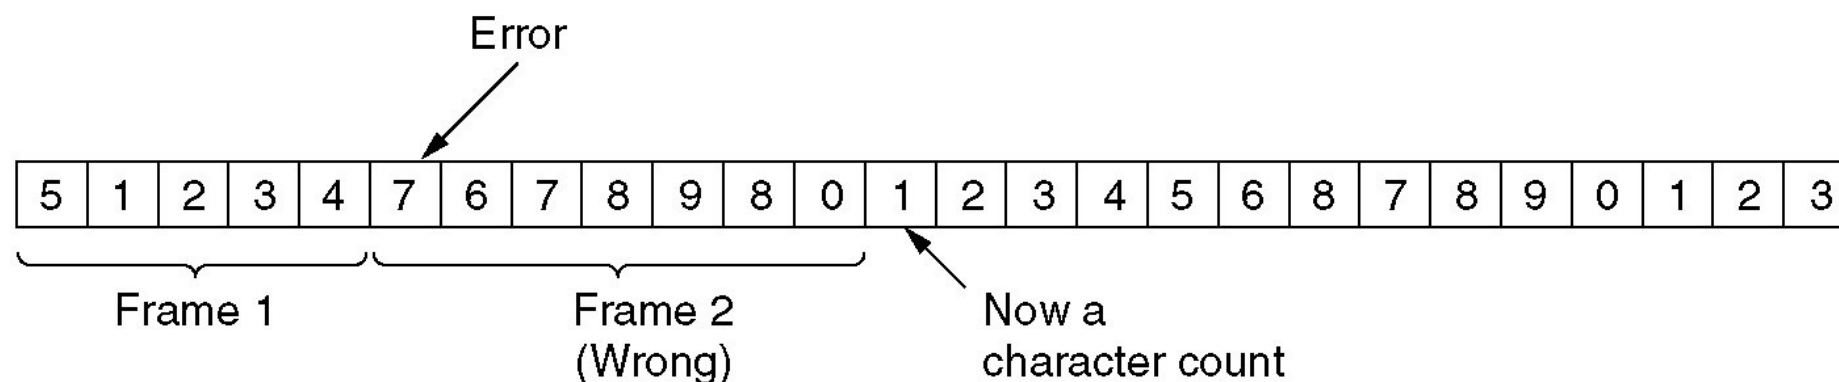 Error
5 1 2 3 4 7 6 7 8 9 8 0 1 2 3 4 5 6 8 7 8 9 0 1 2 3
Frame 1
Frame 2
(Wrong)
Now a
character count